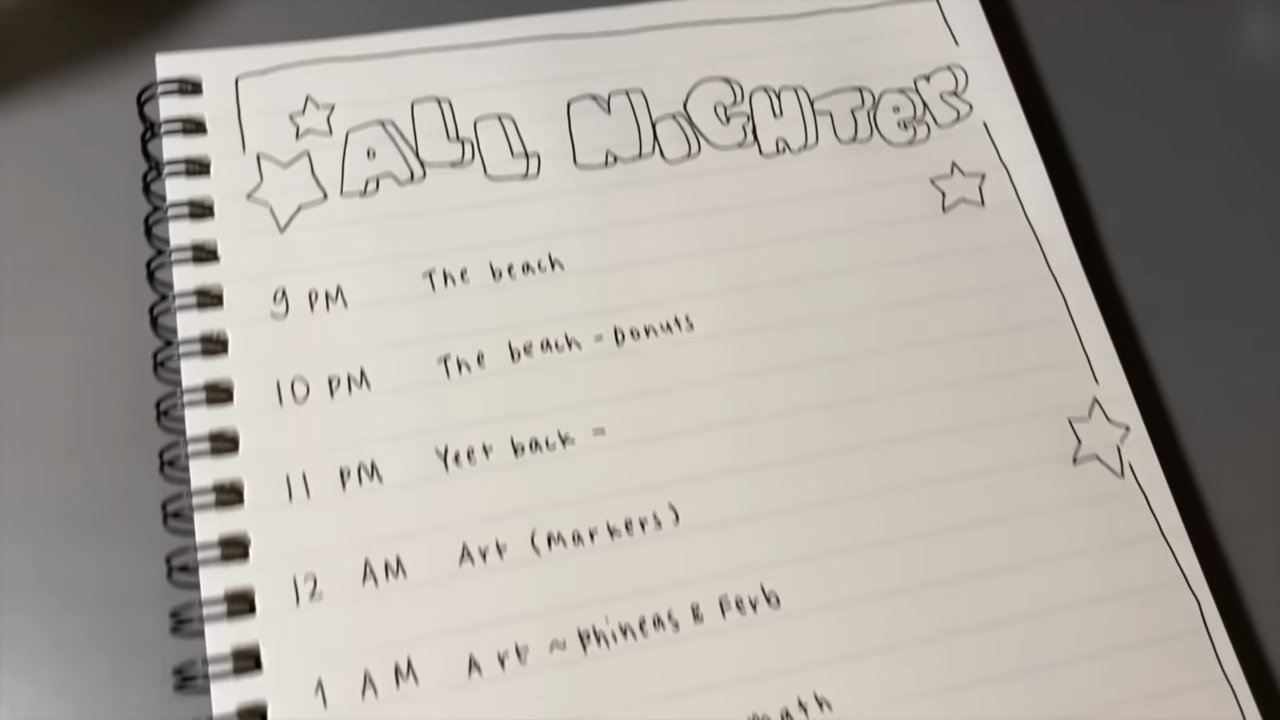 ALL NiGHTer
9 PM The beach
10 PM The beach - Donuts
11 PM Yeet back =
12 AM Art (Markers)
1 AM Art ~ Phineas & Ferb
math